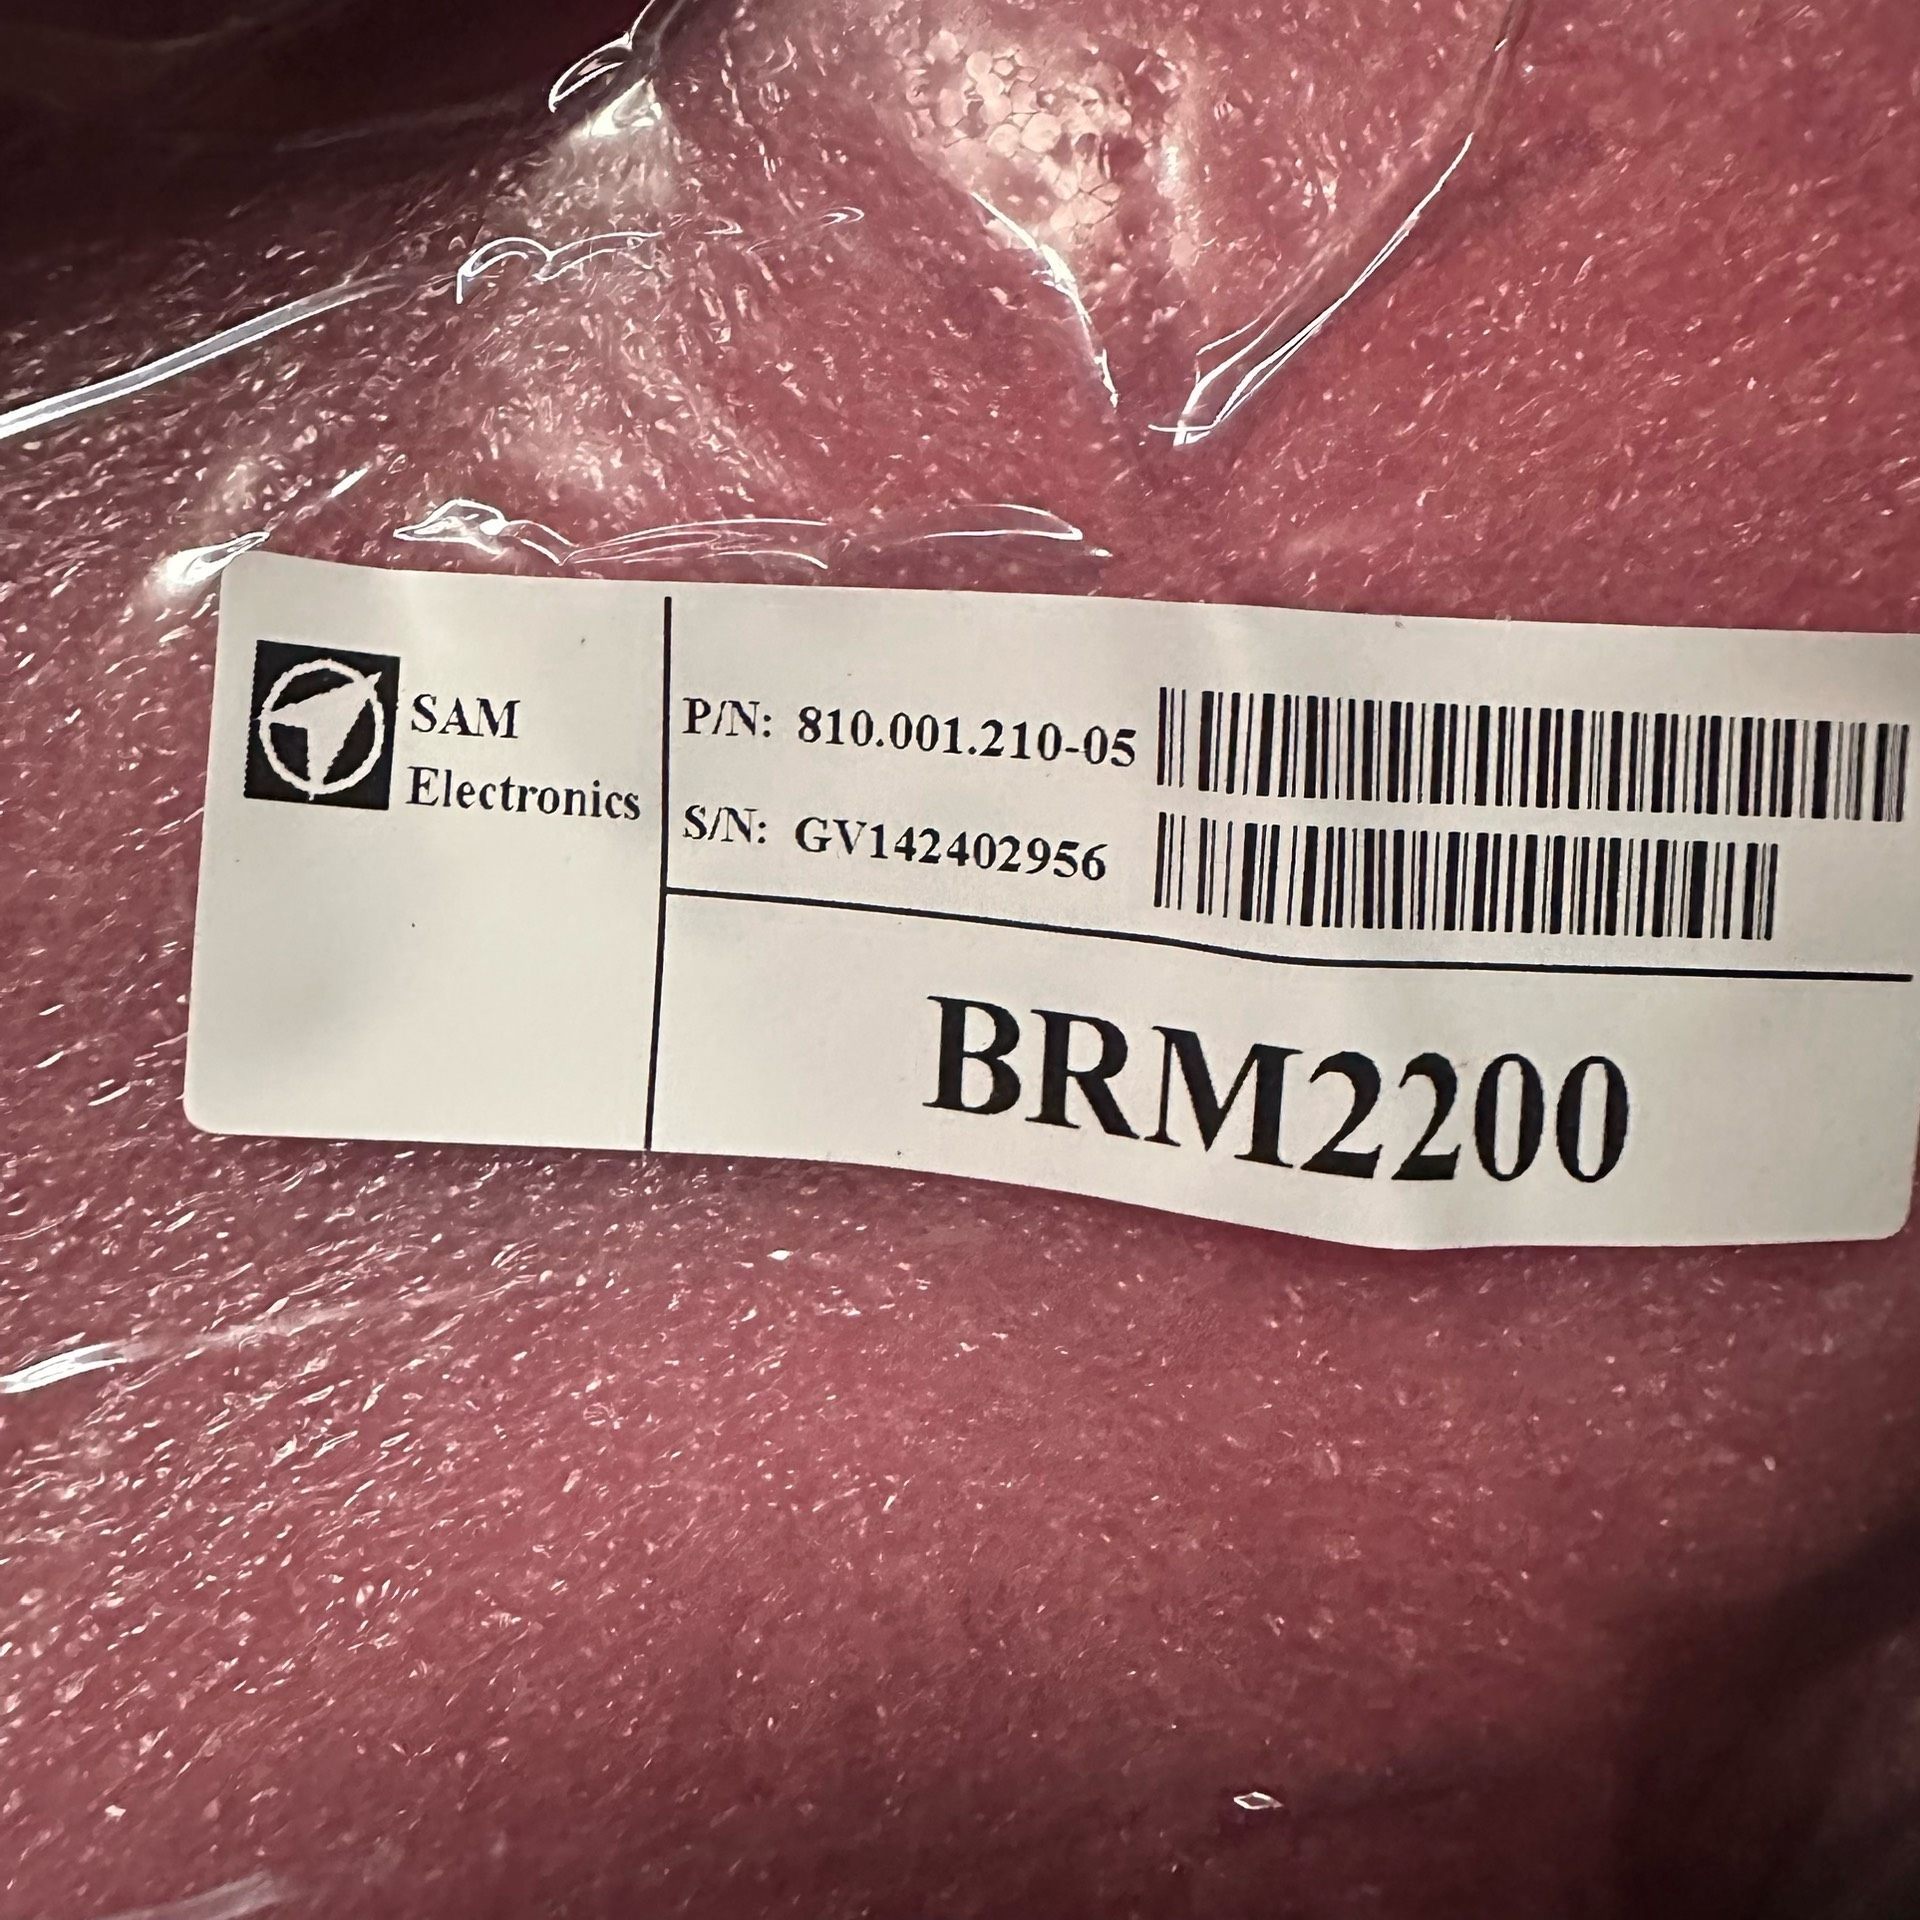 SAM
Electronics
P/N: 810.001.210-05
S/N: GV142402956
BRM2200